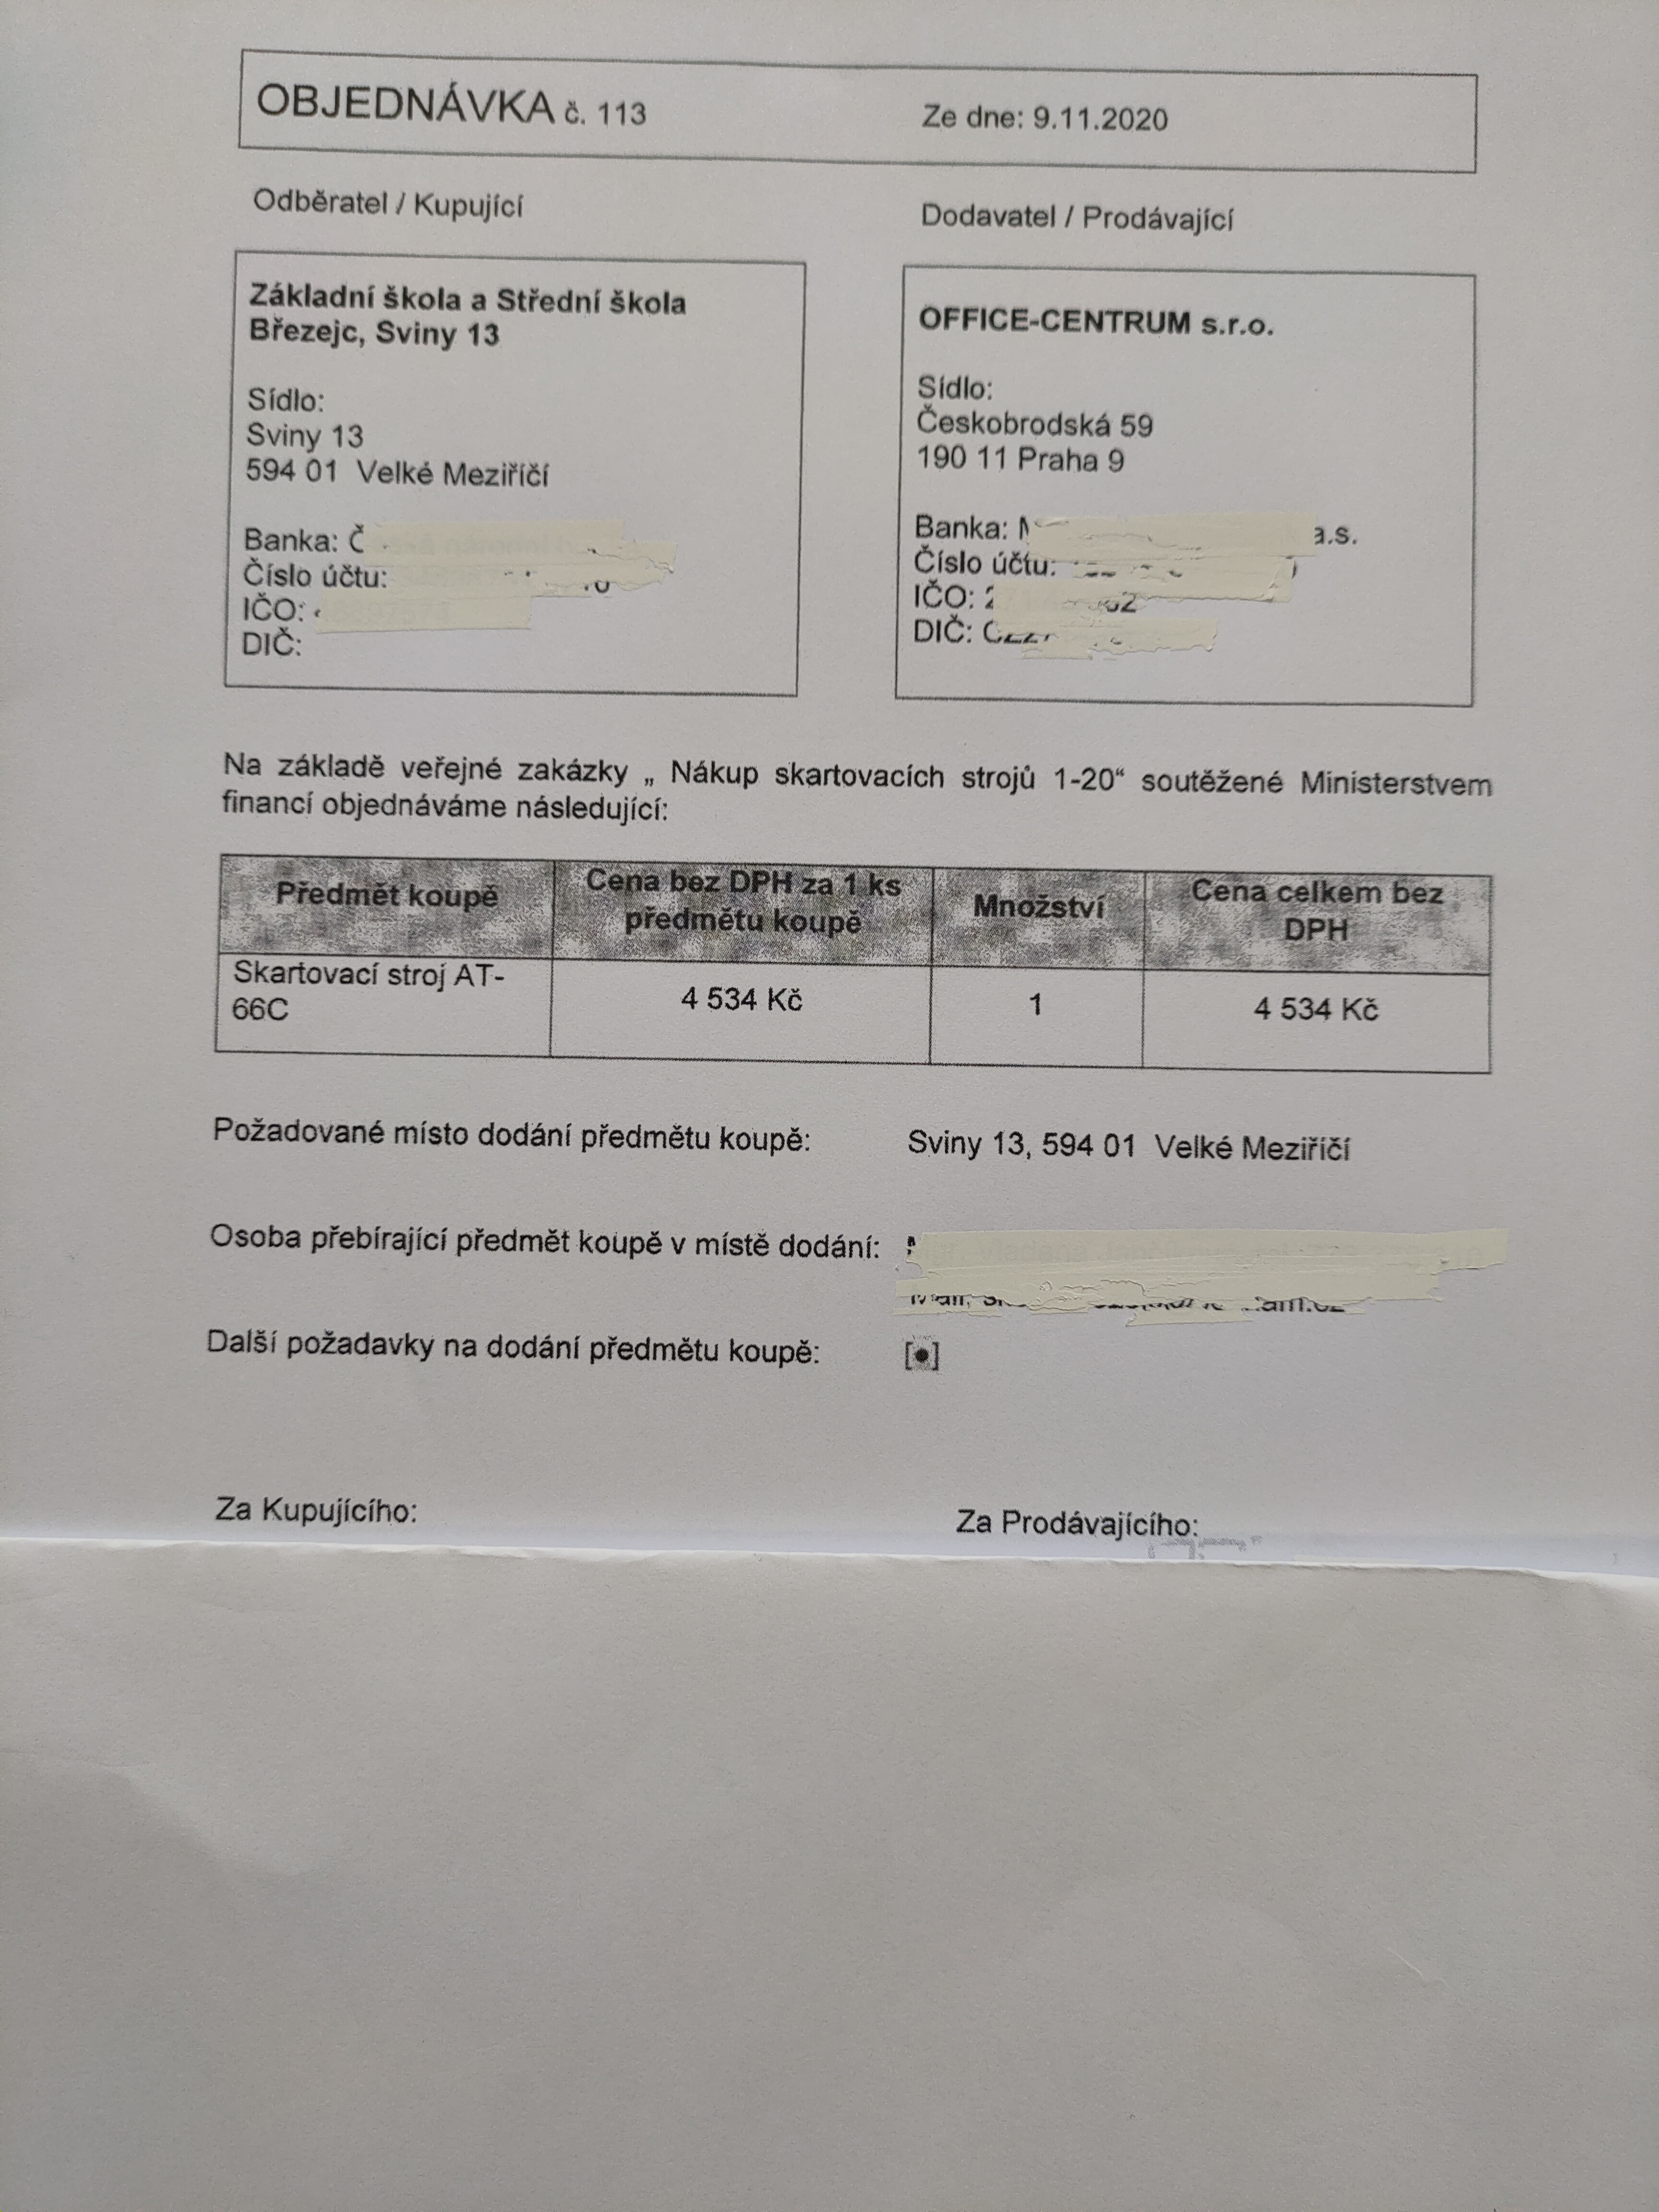 OBJEDNÁVKA č. 113
Ze dne: 9.11.2020
Odběratel / Kupující
Základní škola a Střední škola
Březejc, Sviny 13
Sídlo:
Sviny 13
594 01 Velké Meziříčí
Banka:
Číslo účtu:
IČO:
DIČ:
Dodavatel / Prodávající
OFFICE-CENTRUM s.r.o.
Sídlo:
Českobrodská 59
190 11 Praha 9
Banka: a.s.
Číslo účtu:
IČO:
DIČ:
Na základě veřejné zakázky „ Nákup skartovacích strojů 1-20“ soutěžené Ministerstvem
financí objednáváme následující:
Předmět koupě
Cena bez DPH za 1 ks
předmětu koupě
Množství
Cena celkem bez
DPH
Skartovací stroj AT-
66C
4 534 Kč
1
4 534 Kč
Požadované místo dodání předmětu koupě: Sviny 13, 594 01 Velké Meziříčí
Osoba přebírající předmět koupě v místě dodání:
Další požadavky na dodání předmětu koupě: [●]
Za Kupujícího:
Za Prodávajícího: